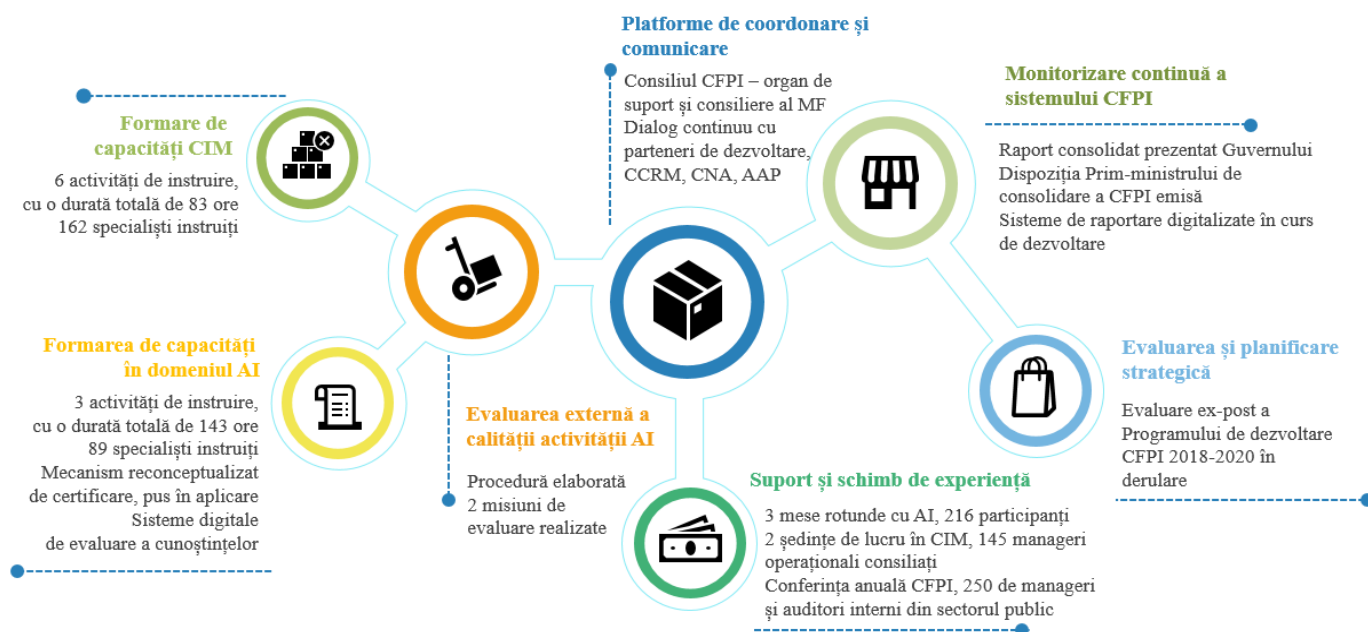 Formare de
capacități CIM
6 activități de instruire,
cu o durată totală de 83 ore
162 specialiști instruiți
Formarea de capacități
în domeniul AI
3 activități de instruire,
cu o durată totală de 143 ore
89 specialiști instruiți
Mecanism reconceptualizat
de certificare, pus în aplicare
Sisteme digitale
de evaluare a cunoștințelor
Evaluarea externă a
calității activității AI
Procedură elaborată
2 misiuni de
evaluare realizate
Platforme de coordonare și
comunicare
Consiliul CFPI – organ de
suport și consiliere al MF
Dialog continuu cu
parteneri de dezvoltare,
CCRM, CNA, AAP
Suport și schimb de experiență
3 mese rotunde cu AI, 216 participanți
2 ședințe de lucru în CIM, 145 manageri
operaționali consiliați
Conferința anuală CFPI, 250 de manageri
și auditori interni din sectorul public
Monitorizare continuă a
sistemului CFPI
Raport consolidat prezentat Guvernului
Dispoziția Prim-ministrului de
consolidare a CFPI emisă
Sisteme de raportare digitalizate în curs
de dezvoltare
Evaluarea și planificare
strategică
Evaluare ex-post a
Programului de dezvoltare
CFPI 2018-2020 în
derulare